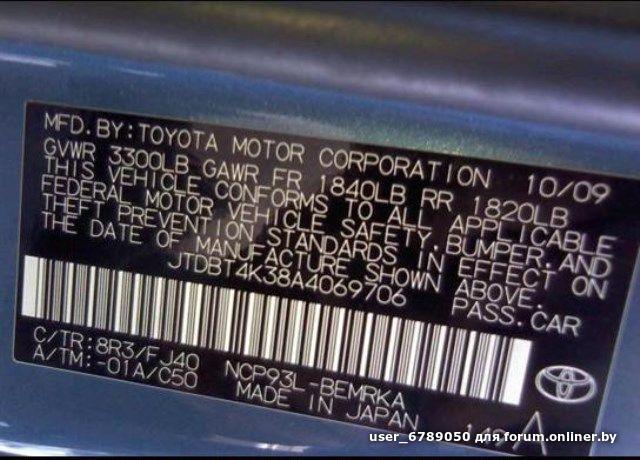 MFD. BY: TOYOTA MOTOR CORPORATION 10/09
GVWR 3300LB GAWR FR 1840LB RR 1820LB
THIS VEHICLE CONFORMS TO ALL APPLICABLE
FEDERAL MOTOR VEHICLE SAFETY, BUMPER, AND
THEFT PREVENTION STANDARDS IN EFFECT ON
THE DATE OF MANUFACTURE SHOWN ABOVE.
JTDBT4K38A4069706 PASS. CAR
C/TR: 8R3/FJ40
A/TM: -01A/C50
NCP93L-BEMRKA
MADE IN JAPAN
user_6789050 для forum.onliner.by